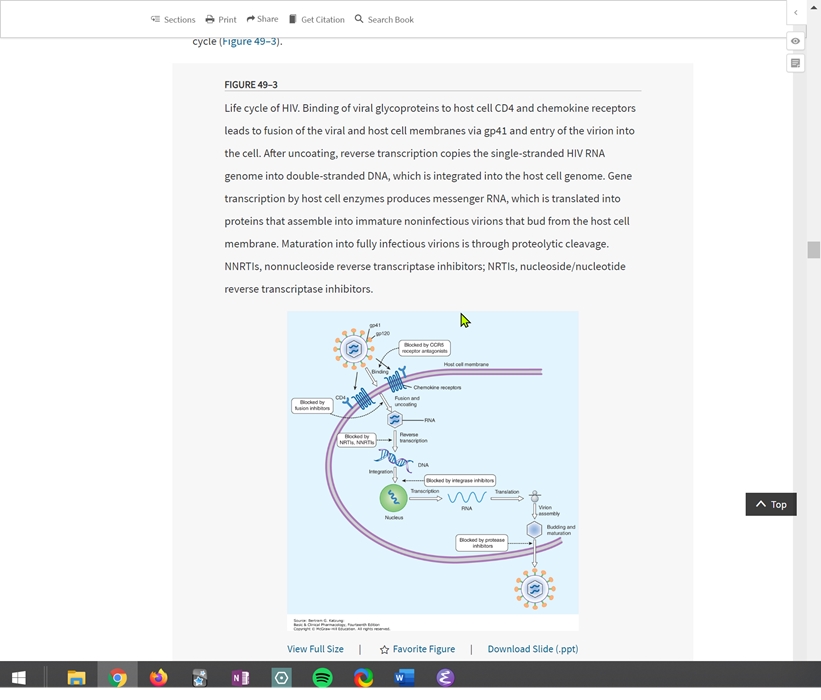 Sections Print Share Get Citation Search Book
cycle (Figure 49–3).
FIGURE 49–3
Life cycle of HIV. Binding of viral glycoproteins to host cell CD4 and chemokine receptors
leads to fusion of the viral and host cell membranes via gp41 and entry of the virion into
the cell. After uncoating, reverse transcription copies the single-stranded HIV RNA
genome into double-stranded DNA, which is integrated into the host cell genome. Gene
transcription by host cell enzymes produces messenger RNA, which is translated into
proteins that assemble into immature noninfectious virions that bud from the host cell
membrane. Maturation into fully infectious virions is through proteolytic cleavage.
NNRTIs, nonnucleoside reverse transcriptase inhibitors; NRTIs, nucleoside/nucleotide
reverse transcriptase inhibitors.
gp41
gp120
Blocked by CCR5
receptor antagonists
Host cell membrane
Binding
Chemokine receptors
CD4
Fusion and
uncoating
Blocked by
fusion inhibitors
RNA
Reverse
transcription
Blocked by
NRTIs, NNRTIs
DNA
Integration
Blocked by integrase inhibitors
Transcription
Translation
RNA
Nucleus
Virion
assembly
Budding and
maturation
Blocked by protease
inhibitors
Source: Bertram G. Katzung:
Basic & Clinical Pharmacology, Fourteenth Edition
Copyright © McGraw-Hill Education. All rights reserved.
Top
View Full Size | Favorite Figure | Download Slide (.ppt)